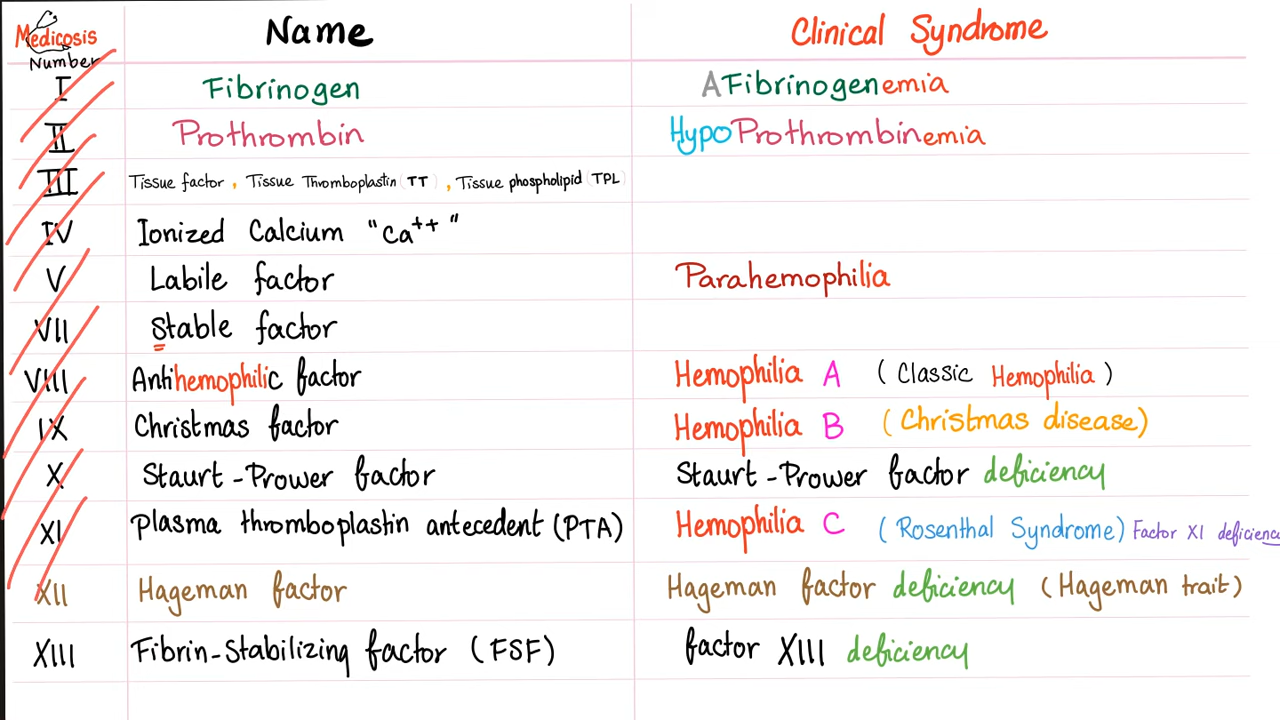 Medicosis
Number Name Clinical Syndrome
I Fibrinogen AFibrinogenemia
II Prothrombin HypoProthrombinemia
III Tissue factor, Tissue Thromboplastin (TT), Tissue phospholipid (TPL)
IV Ionized Calcium "Ca++"
V Labile factor Parahemophilia
VII Stable factor
VIII Antihemophilic factor Hemophilia A (Classic Hemophilia)
IX Christmas factor Hemophilia B (Christmas disease)
X Staurt-Prower factor Staurt-Prower factor deficiency
XI Plasma thromboplastin antecedent (PTA) Hemophilia C (Rosenthal Syndrome) Factor XI deficienc
XII Hageman factor Hageman factor deficiency (Hageman trait)
XIII Fibrin-Stabilizing factor (FSF) factor XIII deficiency